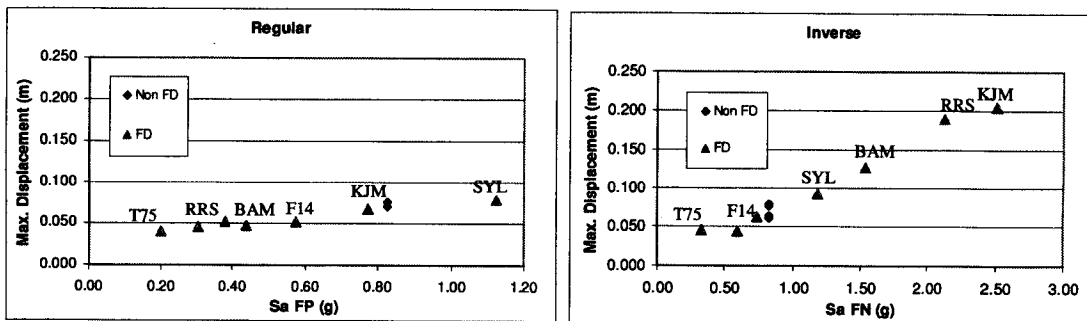 Regular
Max. Displacement (m)
0.250
0.200
0.150
0.100
0.050
0.000
Non FD
FD
T75
RRS
BAM
F14
KJM
SYL
0.00 0.20 0.40 0.60 0.80 1.00 1.20
Sa FP (g)
Inverse
Max. Displacement (m)
0.250
0.200
0.150
0.100
0.050
0.000
Non FD
FD
T75
F14
SYL
BAM
RRS
KJM
0.00 0.50 1.00 1.50 2.00 2.50 3.00
Sa FN (g)